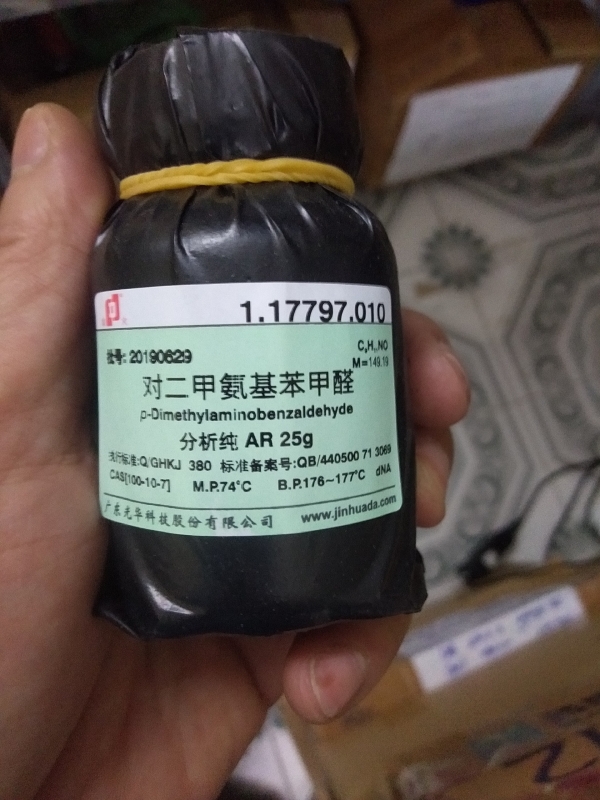 1.17797.010
批号: 20190629
C₉H₁₁NO
M=149.19
对二甲氨基苯甲醛
p-Dimethylaminobenzaldehyde
分析纯 AR 25g
执行标准:Q/GHKJ 380 标准备案号:QB/440500 71 3069
CAS[100-10-7] M.P.74°C B.P.176~177°C dNA
广东光华科技股份有限公司 www.jinhuada.com